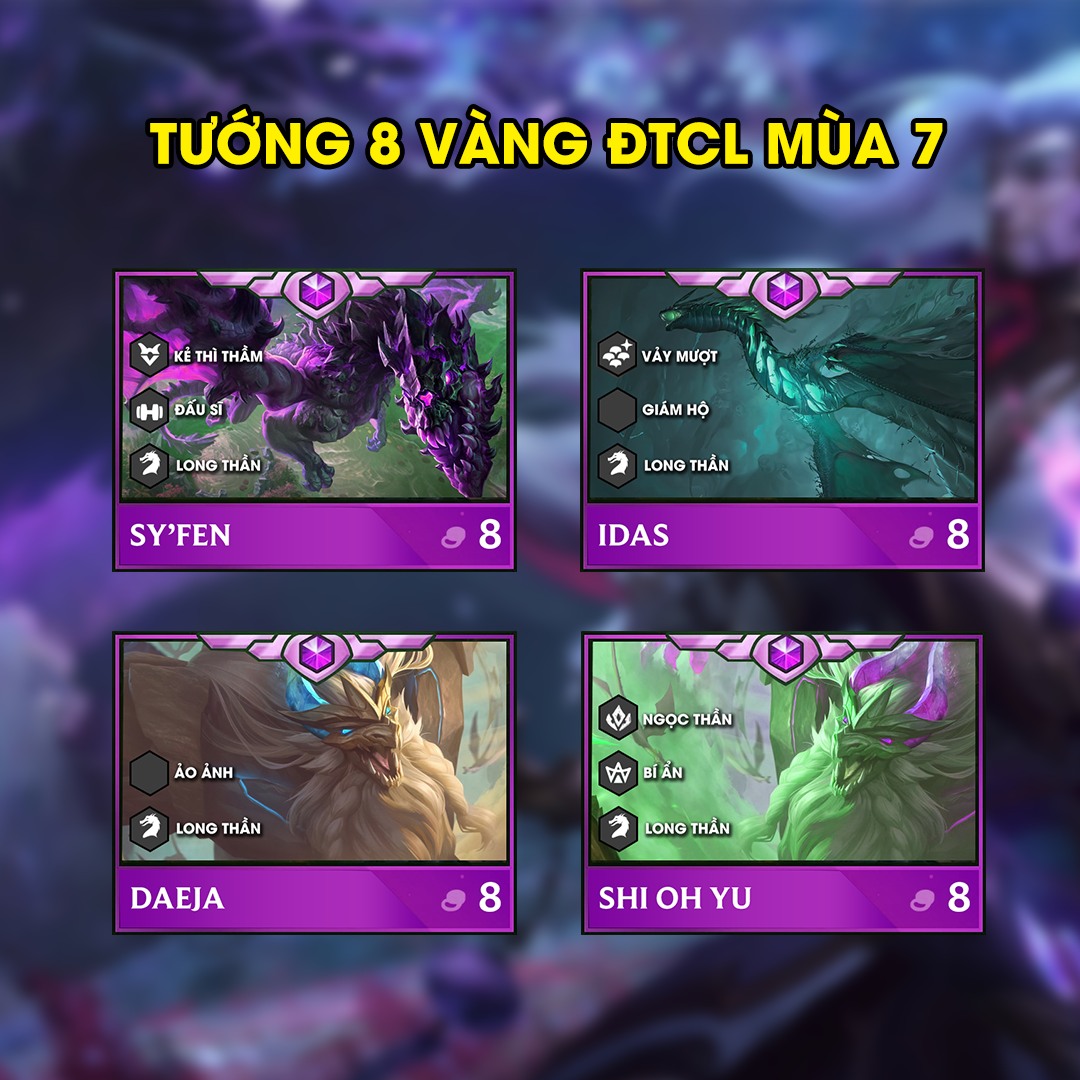 TƯỚNG 8 VÀNG ĐTCL MÙA 7
KẺ THÌ THẦM
ĐẤU SĨ
LONG THẦN
SY'FEN 8
VẢY MƯỢT
GIÁM HỘ
LONG THẦN
IDAS 8
ẢO ẢNH
LONG THẦN
DAEJA 8
NGỌC THẦN
BÍ ẨN
LONG THẦN
SHI OH YU 8